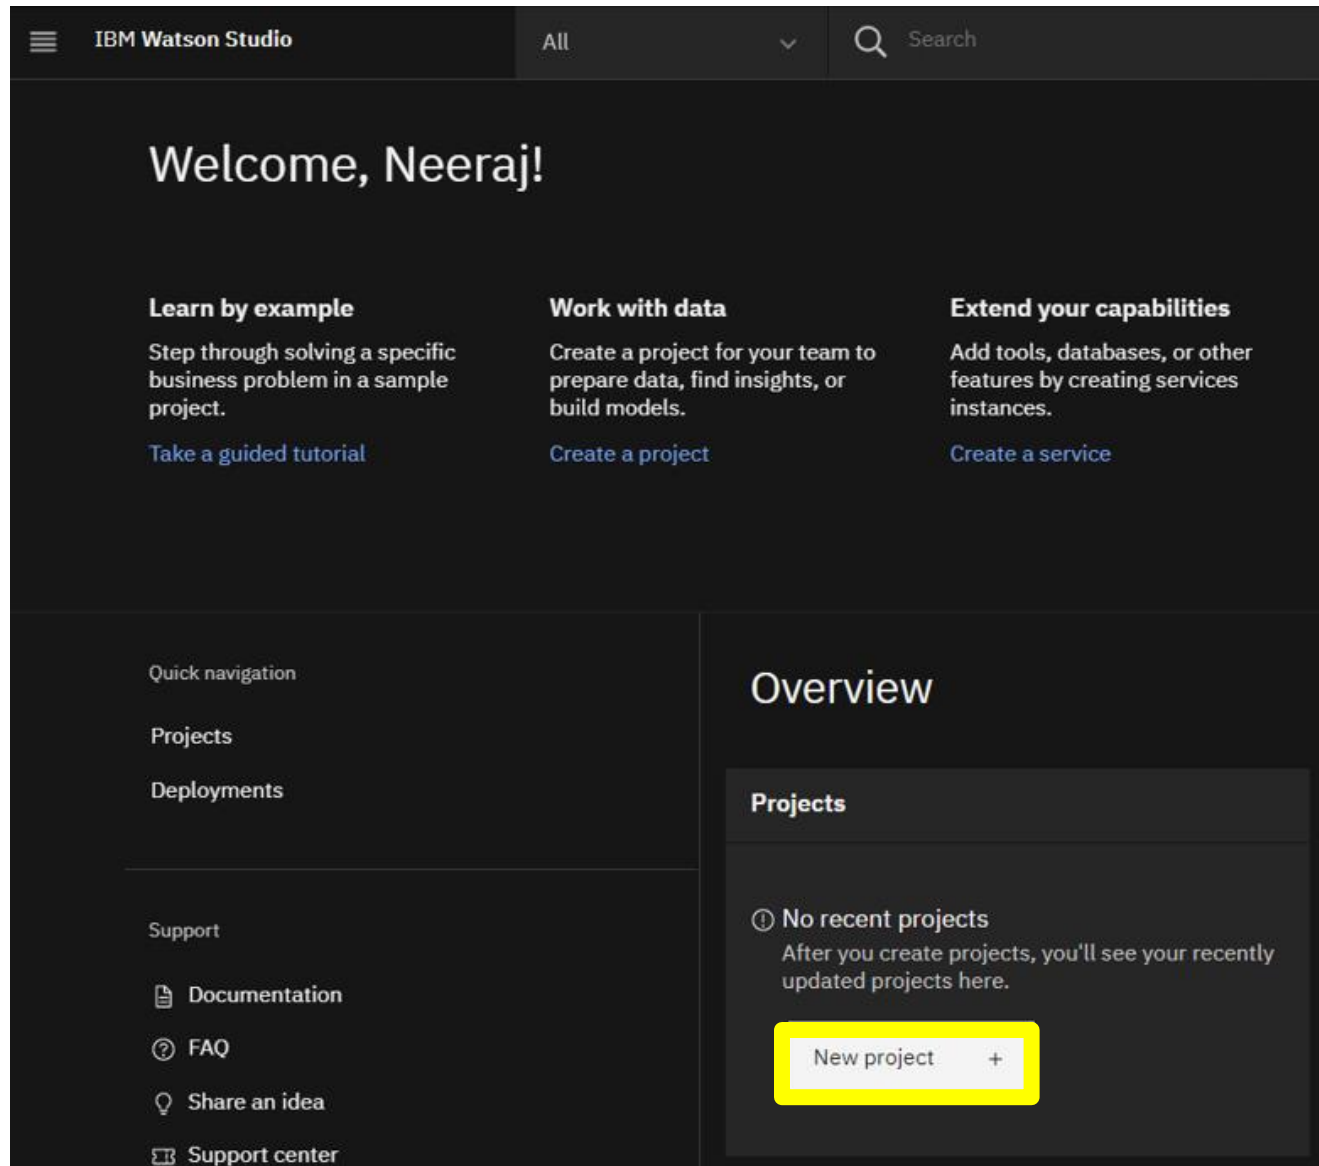 IBM Watson Studio
All
Search
Welcome, Neeraj!
Learn by example
Step through solving a specific
business problem in a sample
project.
Take a guided tutorial
Work with data
Create a project for your team to
prepare data, find insights, or
build models.
Create a project
Extend your capabilities
Add tools, databases, or other
features by creating services
instances.
Create a service
Quick navigation
Projects
Deployments
Support
Documentation
FAQ
Share an idea
Support center
Overview
Projects
No recent projects
After you create projects, you'll see your recently
updated projects here.
New project +